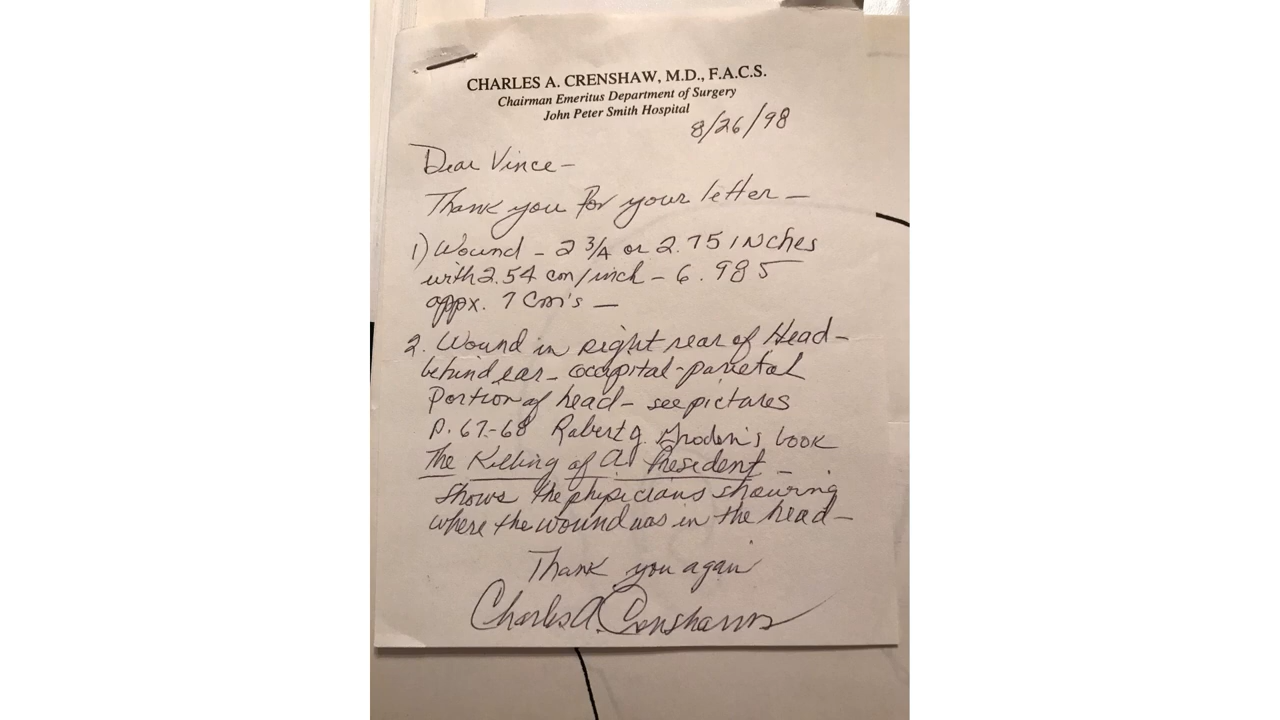 CHARLES A. CRENSHAW, M.D., F.A.C.S.
Chairman Emeritus Department of Surgery
John Peter Smith Hospital
8/26/98
Dear Vince —
Thank you for your letter —
1) Wound — 2 3/4 or 2.75 INches
with 2.54 cm/inch — 6.985
appx. 7 Cm's —
2. Wound in right rear of Head —
behind ear — occipital-parietal
Portion of head — see pictures
P. 67-68 Robert J. Groden's book
The Killing of A President —
Shows the physicians showing
where the wound was in the head —
Thank you again
Charles A. Crenshaw